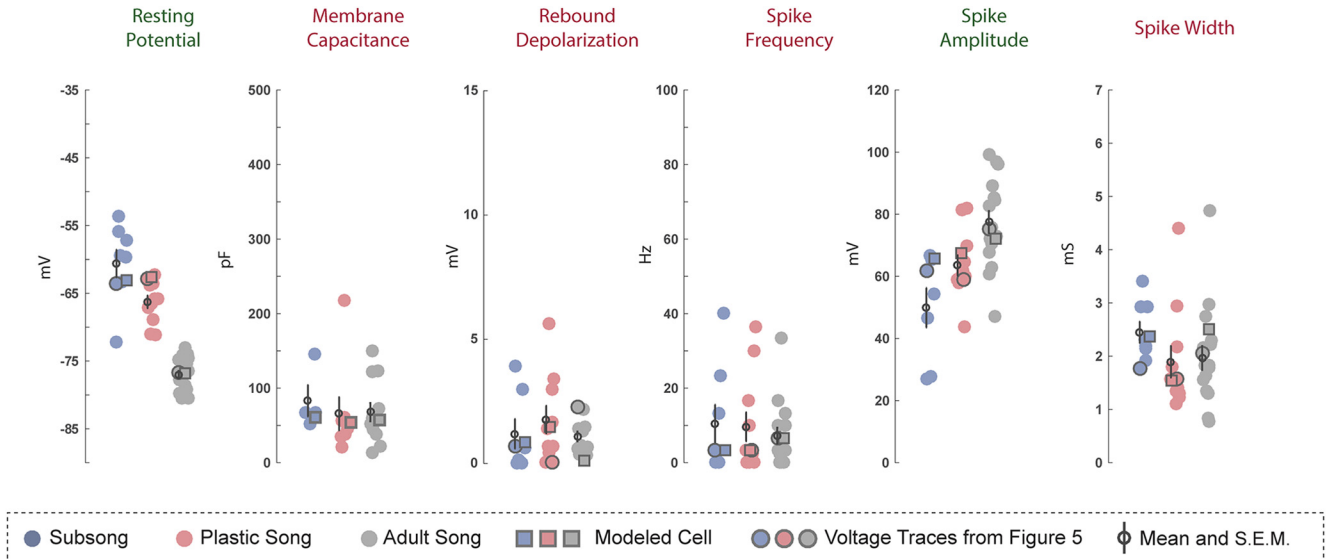 Resting
Potential
Membrane
Capacitance
Rebound
Depolarization
Spike
Frequency
Spike
Amplitude
Spike Width
mV
-35
-45
-55
-65
-75
-85
pF
500
400
300
200
100
0
mV
15
10
5
0
Hz
100
80
60
40
20
0
mV
120
100
80
60
40
20
0
mS
7
6
5
4
3
2
1
0
Subsong
Plastic Song
Adult Song
Modeled Cell
Voltage Traces from Figure 5
Mean and S.E.M.